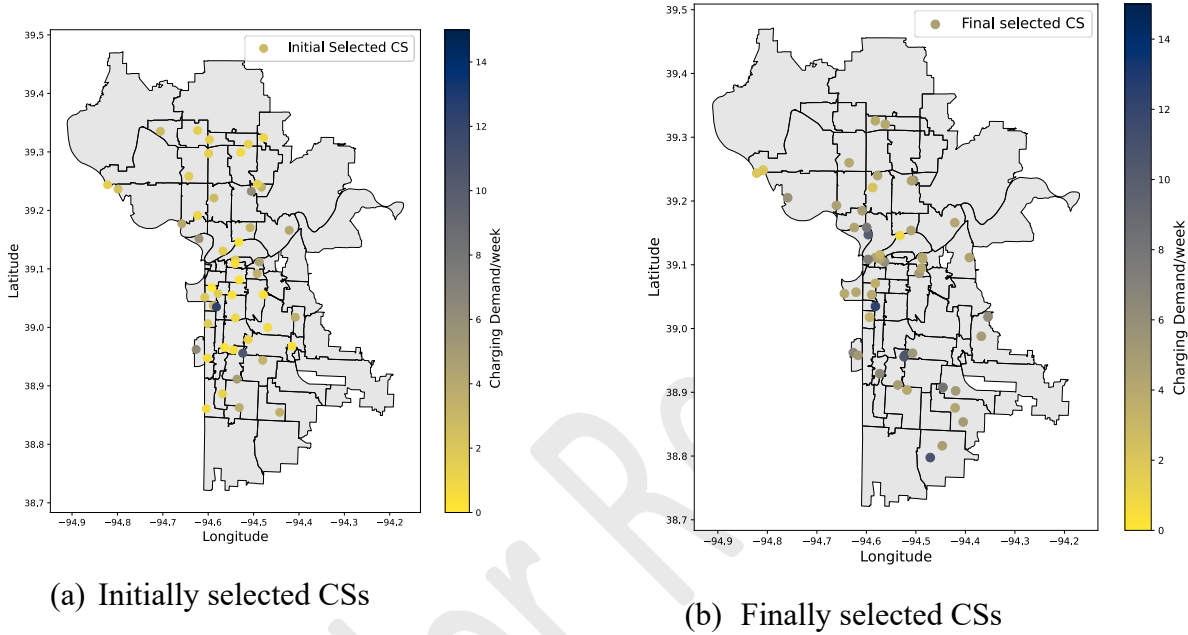 Initial Selected CS
39.5
39.4
39.3
39.2
39.1
39.0
38.9
38.8
38.7
Latitude
−94.9 −94.8 −94.7 −94.6 −94.5 −94.4 −94.3 −94.2
Longitude
14
12
10
8
6
4
2
0
Charging Demand/week
(a) Initially selected CSs
Final selected CS
39.5
39.4
39.3
39.2
39.1
39.0
38.9
38.8
38.7
Latitude
−94.9 −94.8 −94.7 −94.6 −94.5 −94.4 −94.3 −94.2
Longitude
14
12
10
8
6
4
2
0
Charging Demand/week
(b) Finally selected CSs